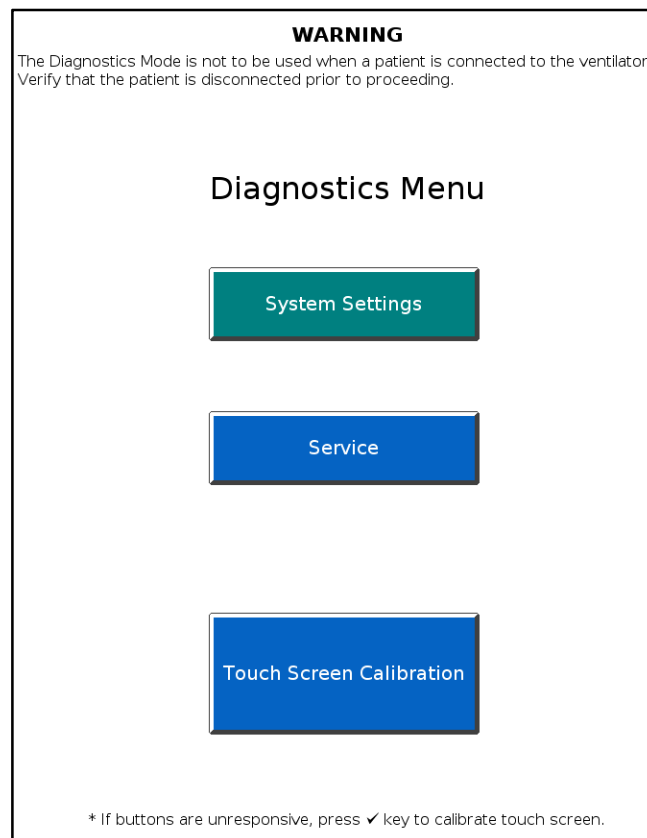 WARNING
The Diagnostics Mode is not to be used when a patient is connected to the ventilator
Verify that the patient is disconnected prior to proceeding.
Diagnostics Menu
System Settings
Service
Touch Screen Calibration
* If buttons are unresponsive, press ✓ key to calibrate touch screen.